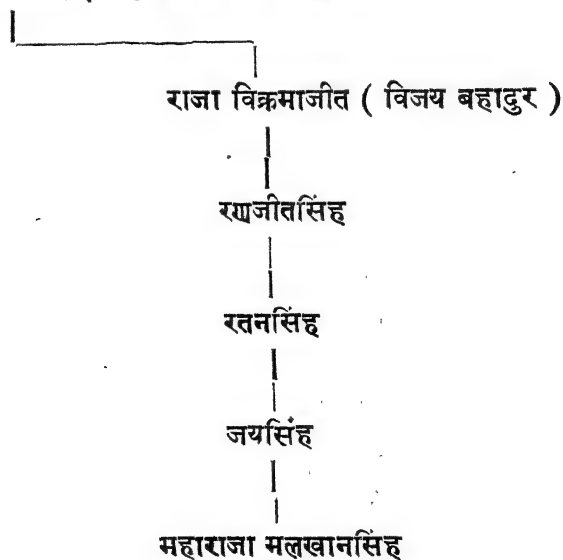 राजा विक्रमाजीत ( विजय बहादुर )
रणजीतसिंह
रतनसिंह
जयसिंह
महाराजा मलखानसिंह